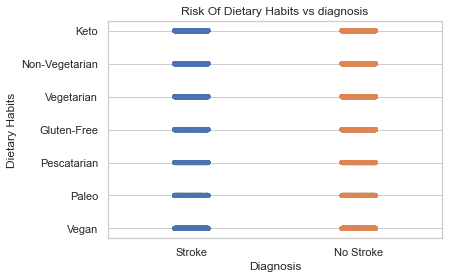 Risk Of Dietary Habits vs diagnosis
Dietary Habits
Keto
Non-Vegetarian
Vegetarian
Gluten-Free
Pescatarian
Paleo
Vegan
Stroke
No Stroke
Diagnosis